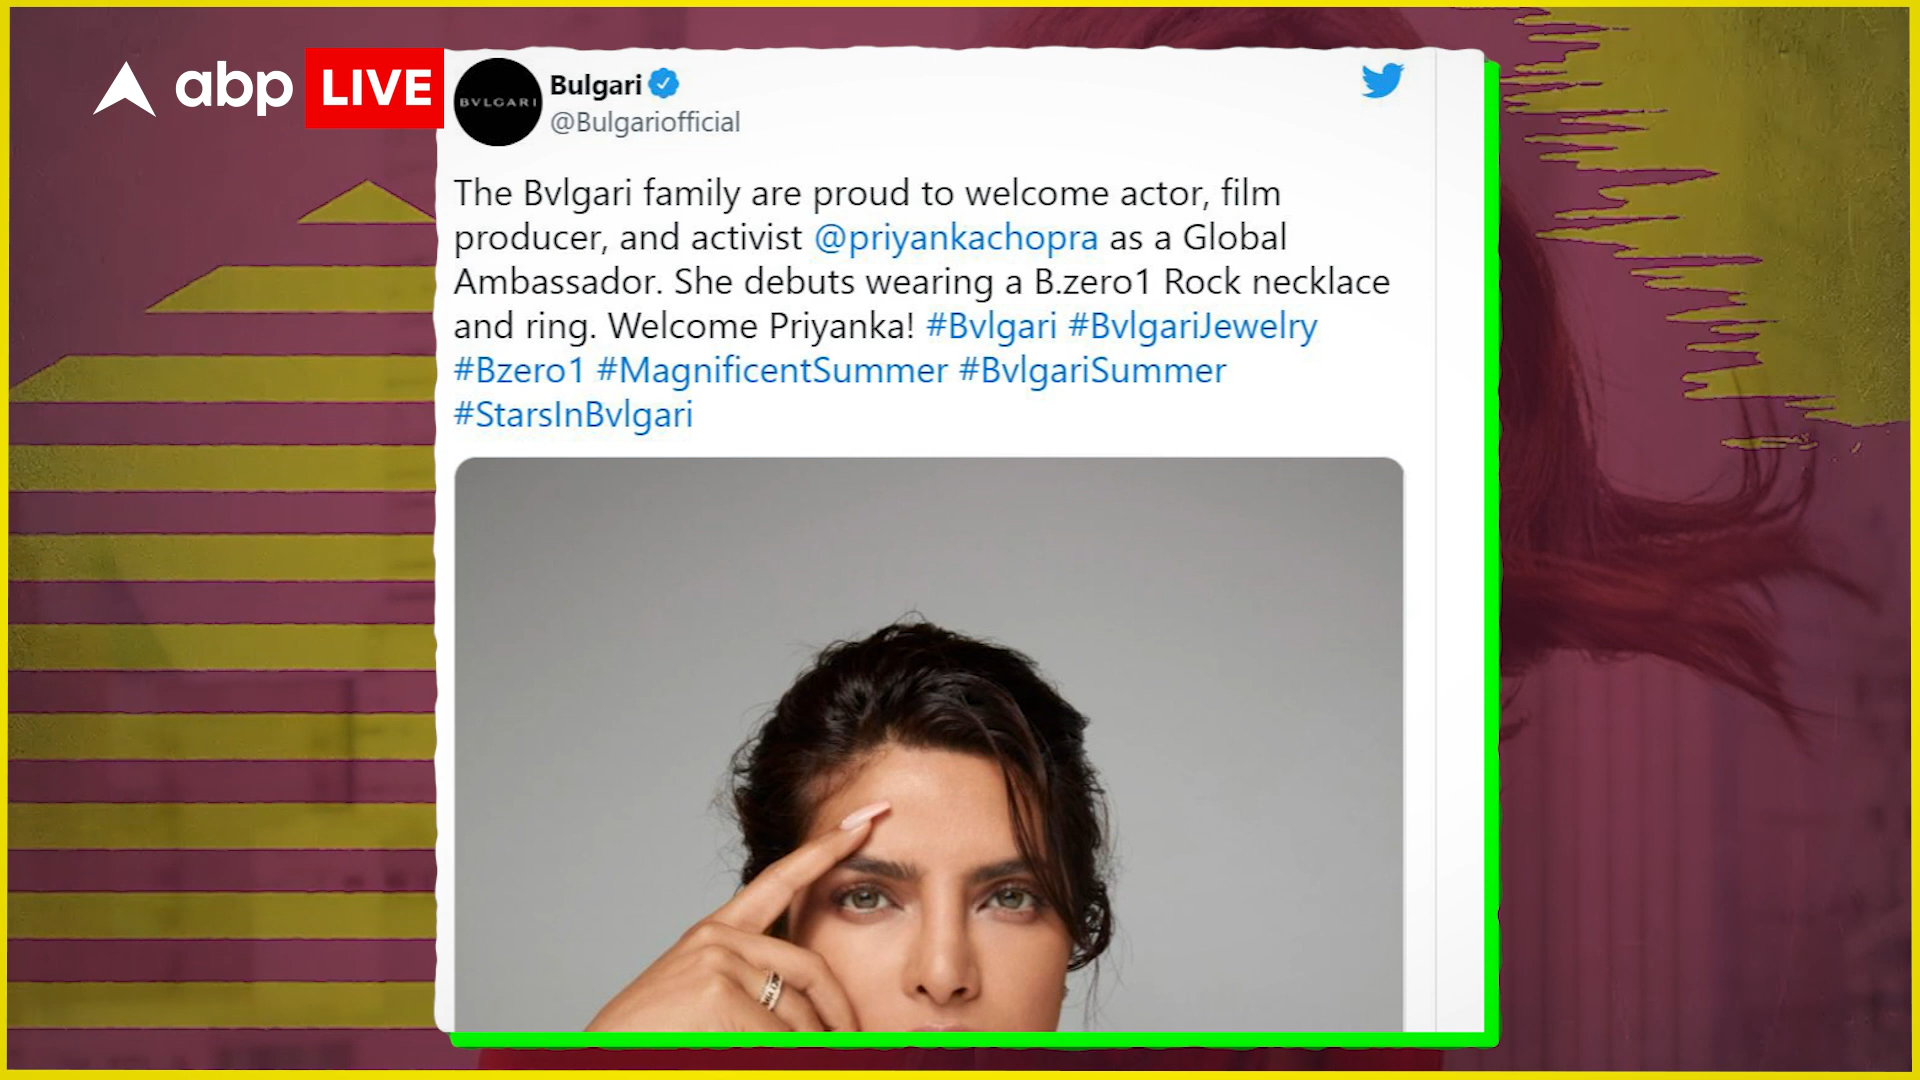 abp LIVE
BVLGARI
Bulgari
@Bulgariofficial
The Bvlgari family are proud to welcome actor, film
producer, and activist @priyankachopra as a Global
Ambassador. She debuts wearing a B.zero1 Rock necklace
and ring. Welcome Priyanka! #Bvlgari #BvlgariJewelry
#Bzero1 #MagnificentSummer #BvlgariSummer
#StarsInBvlgari